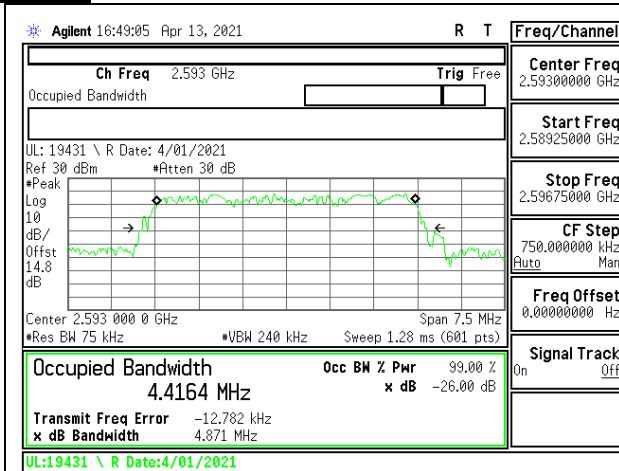 Agilent 16:49:05 Apr 13, 2021 R T
Freq/Channel
Ch Freq 2.593 GHz Trig Free
Occupied Bandwidth
Center Freq
2.59300000 GHz
Start Freq
2.58925000 GHz
UL: 19431 \ R Date: 4/01/2021
Ref 30 dBm #Atten 30 dB
#Peak
Log
10
dB/
Offst
14.8
dB
Stop Freq
2.59675000 GHz
CF Step
750.000000 kHz
Auto Man
Center 2.593 000 0 GHz Span 7.5 MHz
#Res BW 75 kHz #VBW 240 kHz Sweep 1.28 ms (601 pts)
Freq Offset
0.00000000 Hz
Occupied Bandwidth Occ BW % Pwr 99.00 %
4.4164 MHz x dB -26.00 dB
Transmit Freq Error -12.782 kHz
x dB Bandwidth 4.871 MHz
Signal Track
On Off
UL:19431 \ R Date:4/01/2021